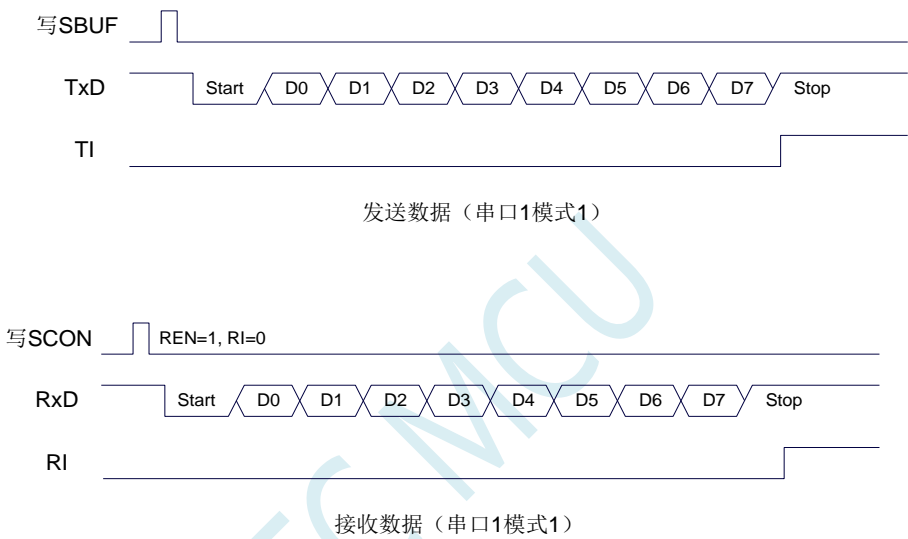 写SBUF
TxD Start D0 D1 D2 D3 D4 D5 D6 D7 Stop
TI
发送数据（串口1模式1）
写SCON REN=1, RI=0
RxD Start D0 D1 D2 D3 D4 D5 D6 D7 Stop
RI
接收数据（串口1模式1）
MCU